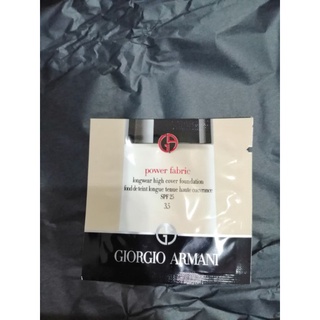 power fabric
longwear high cover foundation
fond de teint longue tenue haute couvrance
SPF 25
3.5
GIORGIO ARMANI